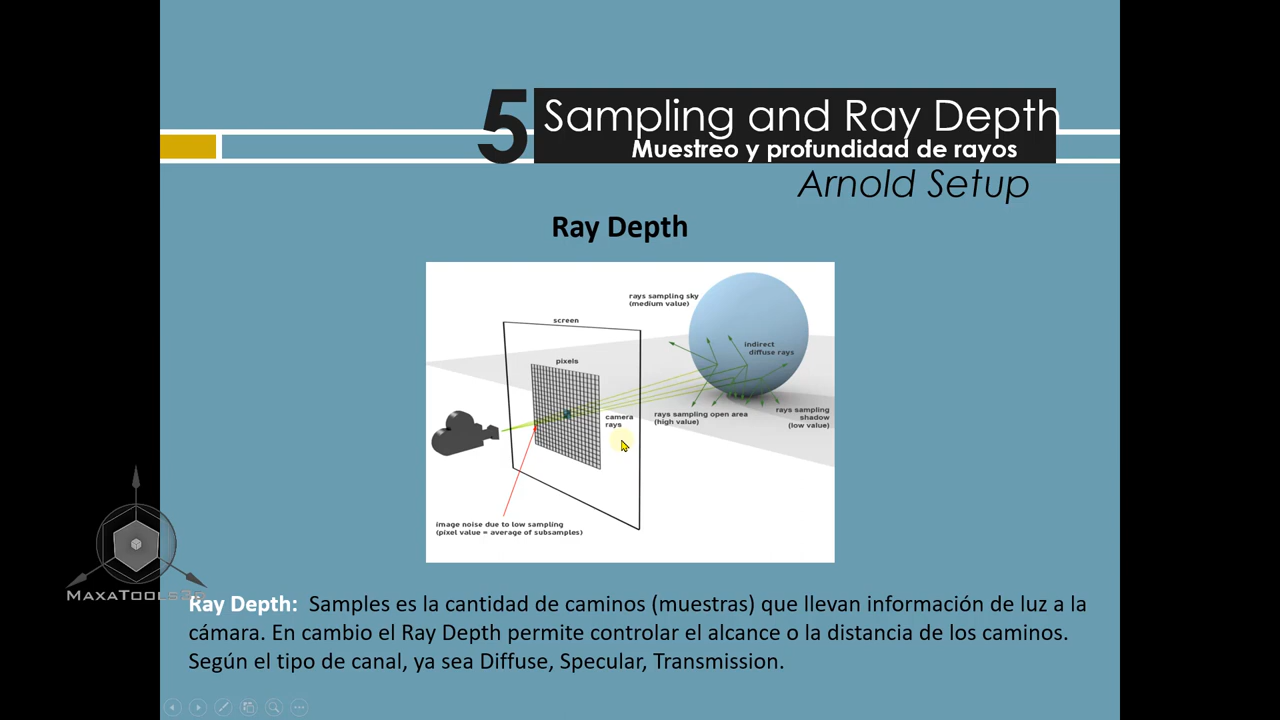 5 Sampling and Ray Depth
Muestreo y profundidad de rayos
Arnold Setup
Ray Depth
rays sampling sky
(medium value)
screen
indirect
diffuse rays
pixels
camera
rays
rays sampling open area
(high value)
rays sampling
shadow
(low value)
image noise due to low sampling
(pixel value = average of subsamples)
MAXATOOLS3D
Ray Depth: Samples es la cantidad de caminos (muestras) que llevan información de luz a la
cámara. En cambio el Ray Depth permite controlar el alcance o la distancia de los caminos.
Según el tipo de canal, ya sea Diffuse, Specular, Transmission.